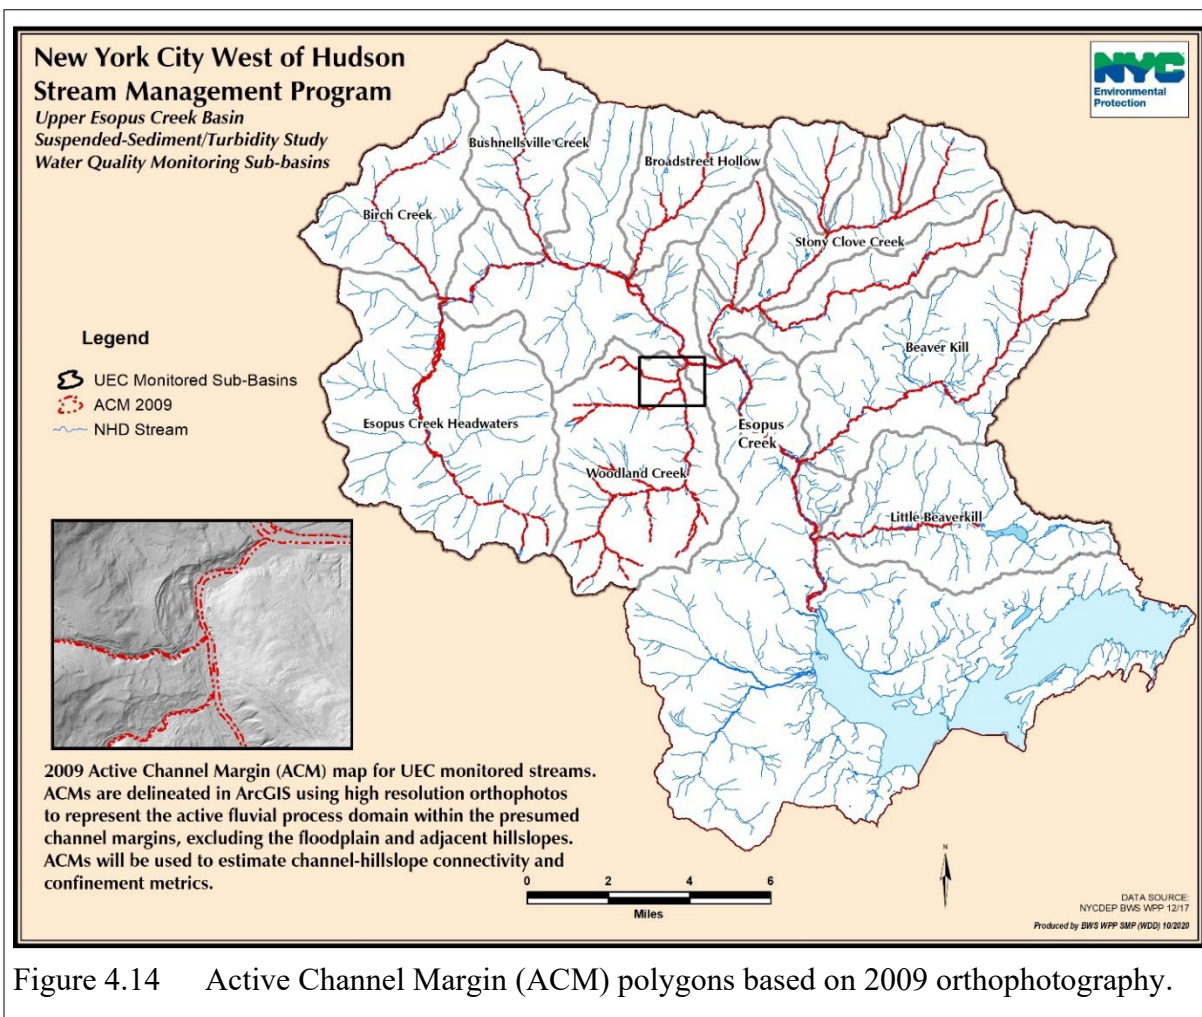 New York City West of Hudson
Stream Management Program
Upper Esopus Creek Basin
Suspended-Sediment/Turbidity Study
Water Quality Monitoring Sub-basins
NYC
Environmental
Protection
Bushnellsville Creek
Broadstreet Hollow
Birch Creek
Stony Clove Creek
Beaver Kill
Esopus Creek Headwaters
Esopus
Creek
Woodland Creek
Little Beaverkill
Legend
UEC Monitored Sub-Basins
ACM 2009
NHD Stream
2009 Active Channel Margin (ACM) map for UEC monitored streams.
ACMs are delineated in ArcGIS using high resolution orthophotos
to represent the active fluvial process domain within the presumed
channel margins, excluding the floodplain and adjacent hillslopes.
ACMs will be used to estimate channel-hillslope connectivity and
confinement metrics.
0 2 4 6
Miles
N
DATA SOURCE:
NYCDEP BWS WPP 12/17
Produced by BWS WPP SMP (WDD) 10/2020
Figure 4.14 Active Channel Margin (ACM) polygons based on 2009 orthophotography.